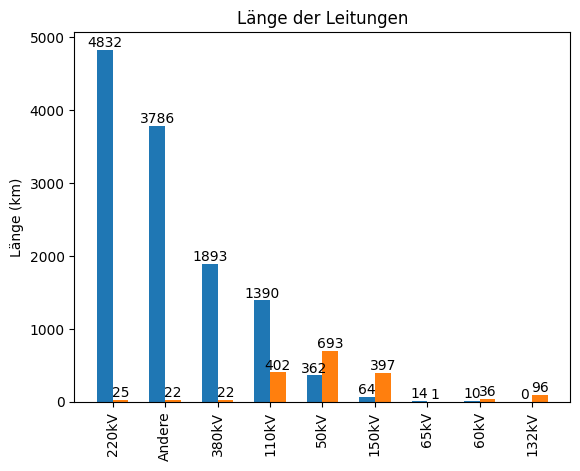 Länge der Leitungen
Länge (km)
5000
4000
3000
2000
1000
0
4832
25
3786
22
1893
22
1390
402
362
693
64
397
14
1
10
36
0
96
220kV
Andere
380kV
110kV
50kV
150kV
65kV
60kV
132kV